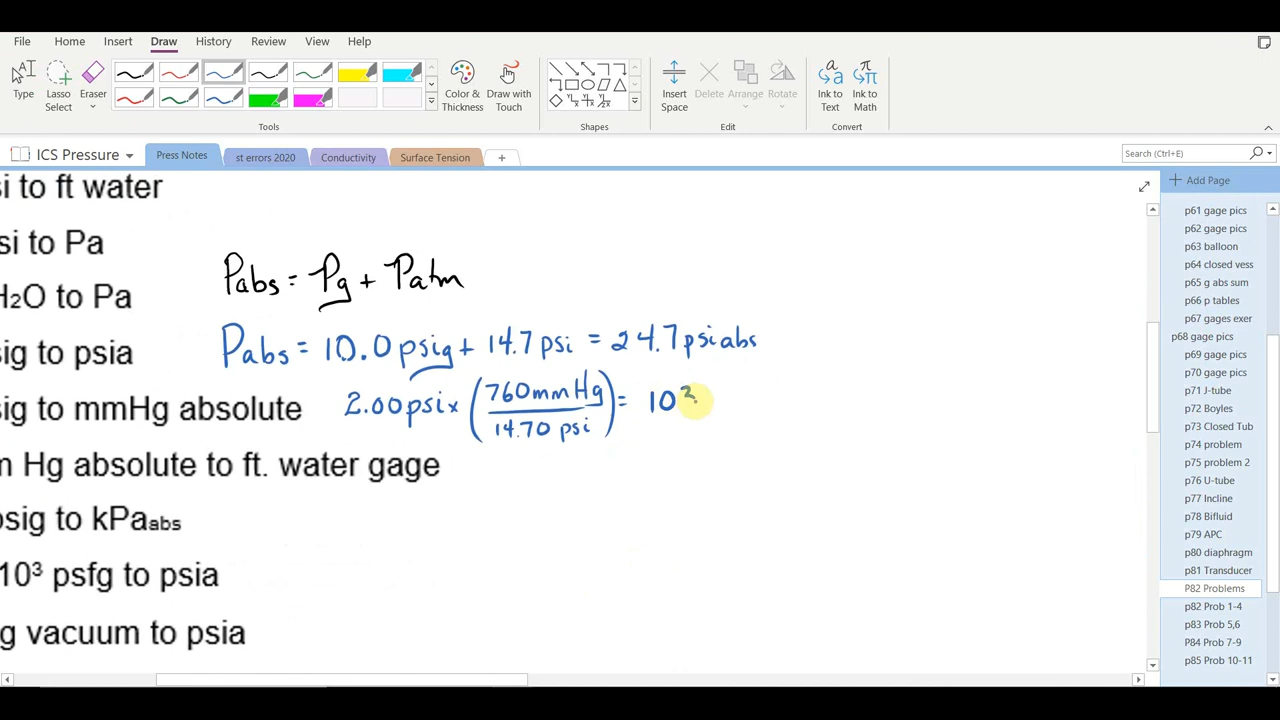 File Home Insert Draw History Review View Help
Type Lasso Select Eraser Color & Thickness Draw with Touch Insert Space Delete Arrange Rotate Ink to Text Ink to Math
Tools Shapes Edit Convert
ICS Pressure Press Notes st errors 2020 Conductivity Surface Tension + Search (Ctrl+E)
Add Page
si to ft water
si to Pa
H₂O to Pa
sig to psia
sig to mmHg absolute
m Hg absolute to ft. water gage
osig to kPaabs
10³ psfg to psia
g vacuum to psia
Pabs = Pg + Patm
Pabs = 10.0 psig + 14.7 psi = 24.7 psi abs
2.00 psi x (760 mm Hg / 14.70 psi) = 10
p61 gage pics
p62 gage pics
p63 balloon
p64 closed vess
p65 g abs sum
p66 p tables
p67 gages exer
p68 gage pics
p69 gage pics
p70 gage pics
p71 J-tube
p72 Boyles
p73 Closed Tub
p74 problem
p75 problem 2
p76 U-tube
p77 Incline
p78 Bifluid
p79 APC
p80 diaphragm
p81 Transducer
P82 Problems
p82 Prob 1-4
p83 Prob 5,6
P84 Prob 7-9
p85 Prob 10-11